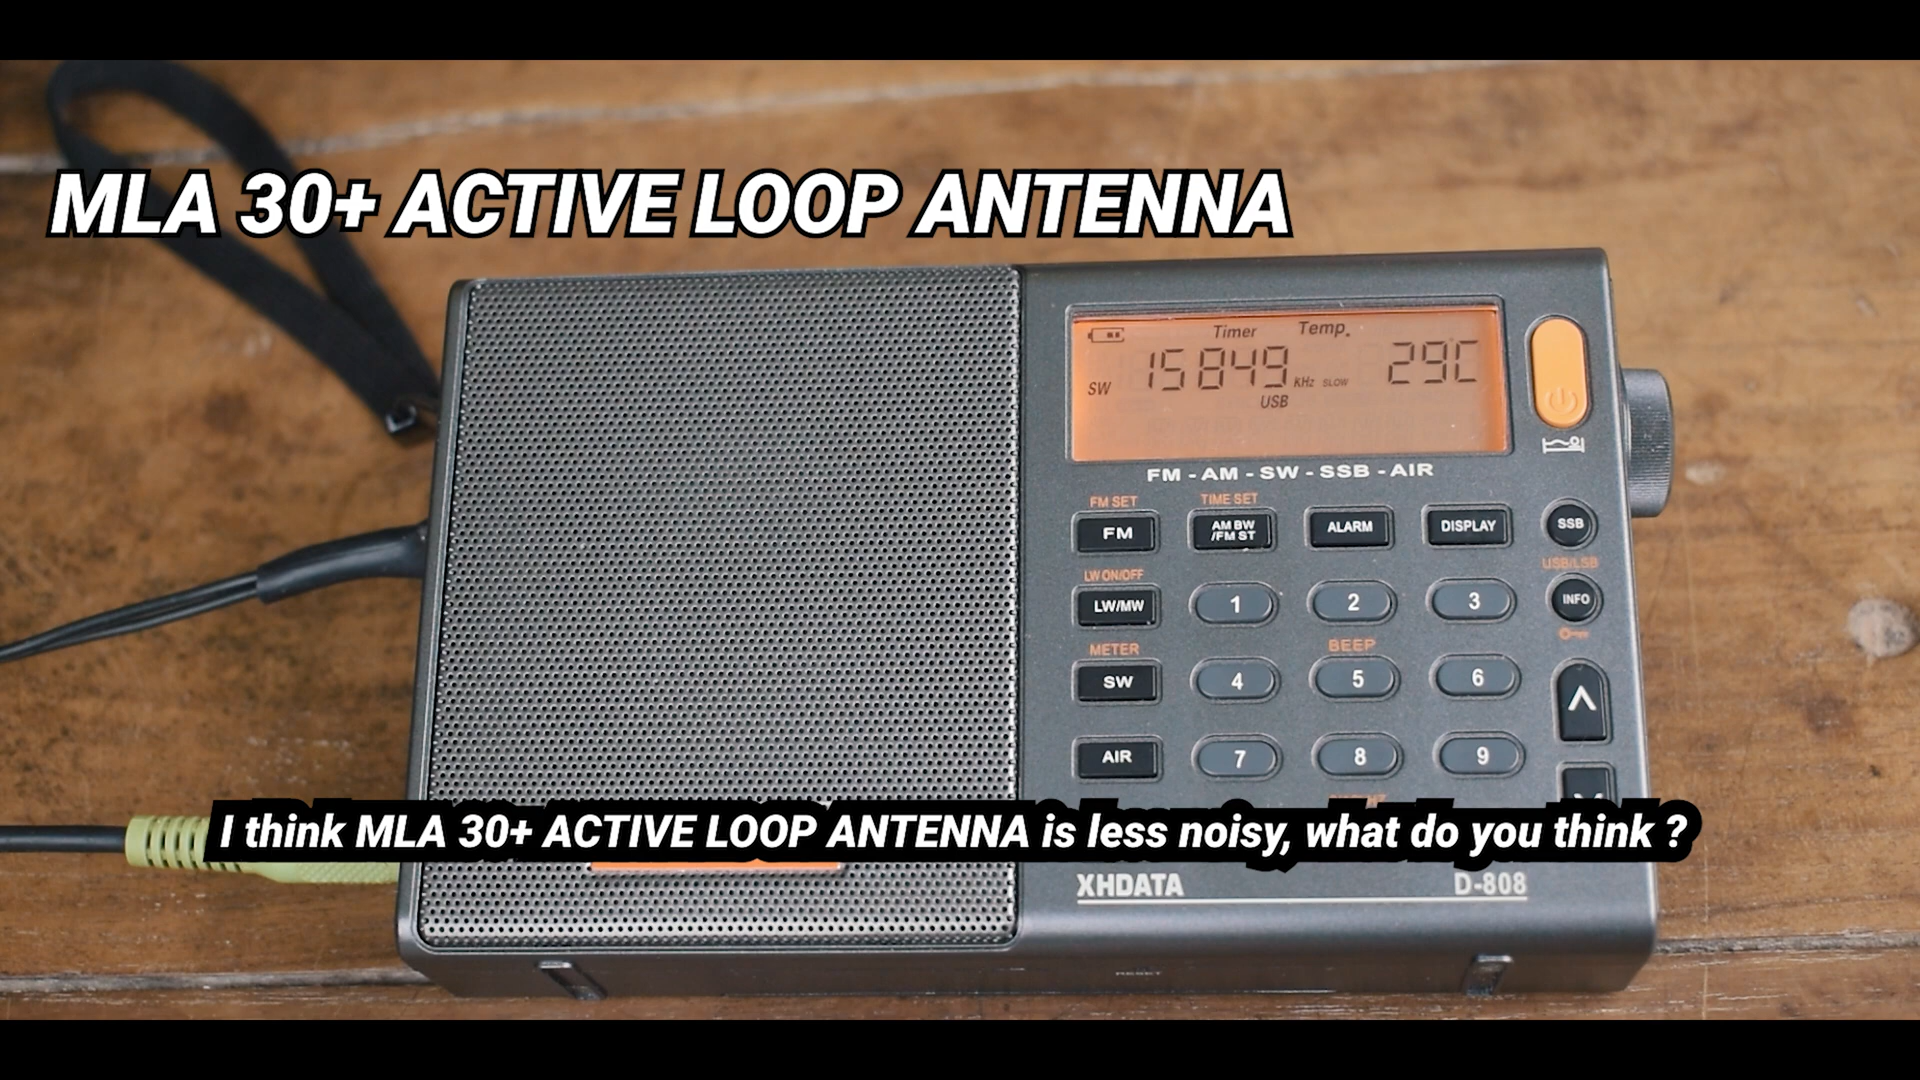 MLA 30+ ACTIVE LOOP ANTENNA
Timer Temp.
SW 15849 KHz SLOW 29C
USB
FM - AM - SW - SSB - AIR
FM SET TIME SET
FM AM BW /FM ST ALARM DISPLAY SSB
LW ON/OFF USB/LSB
LW/MW 1 2 3 INFO
METER BEEP
SW 4 5 6
AIR 7 8 9
I think MLA 30+ ACTIVE LOOP ANTENNA is less noisy, what do you think ?
XHDATA D-808
RESET